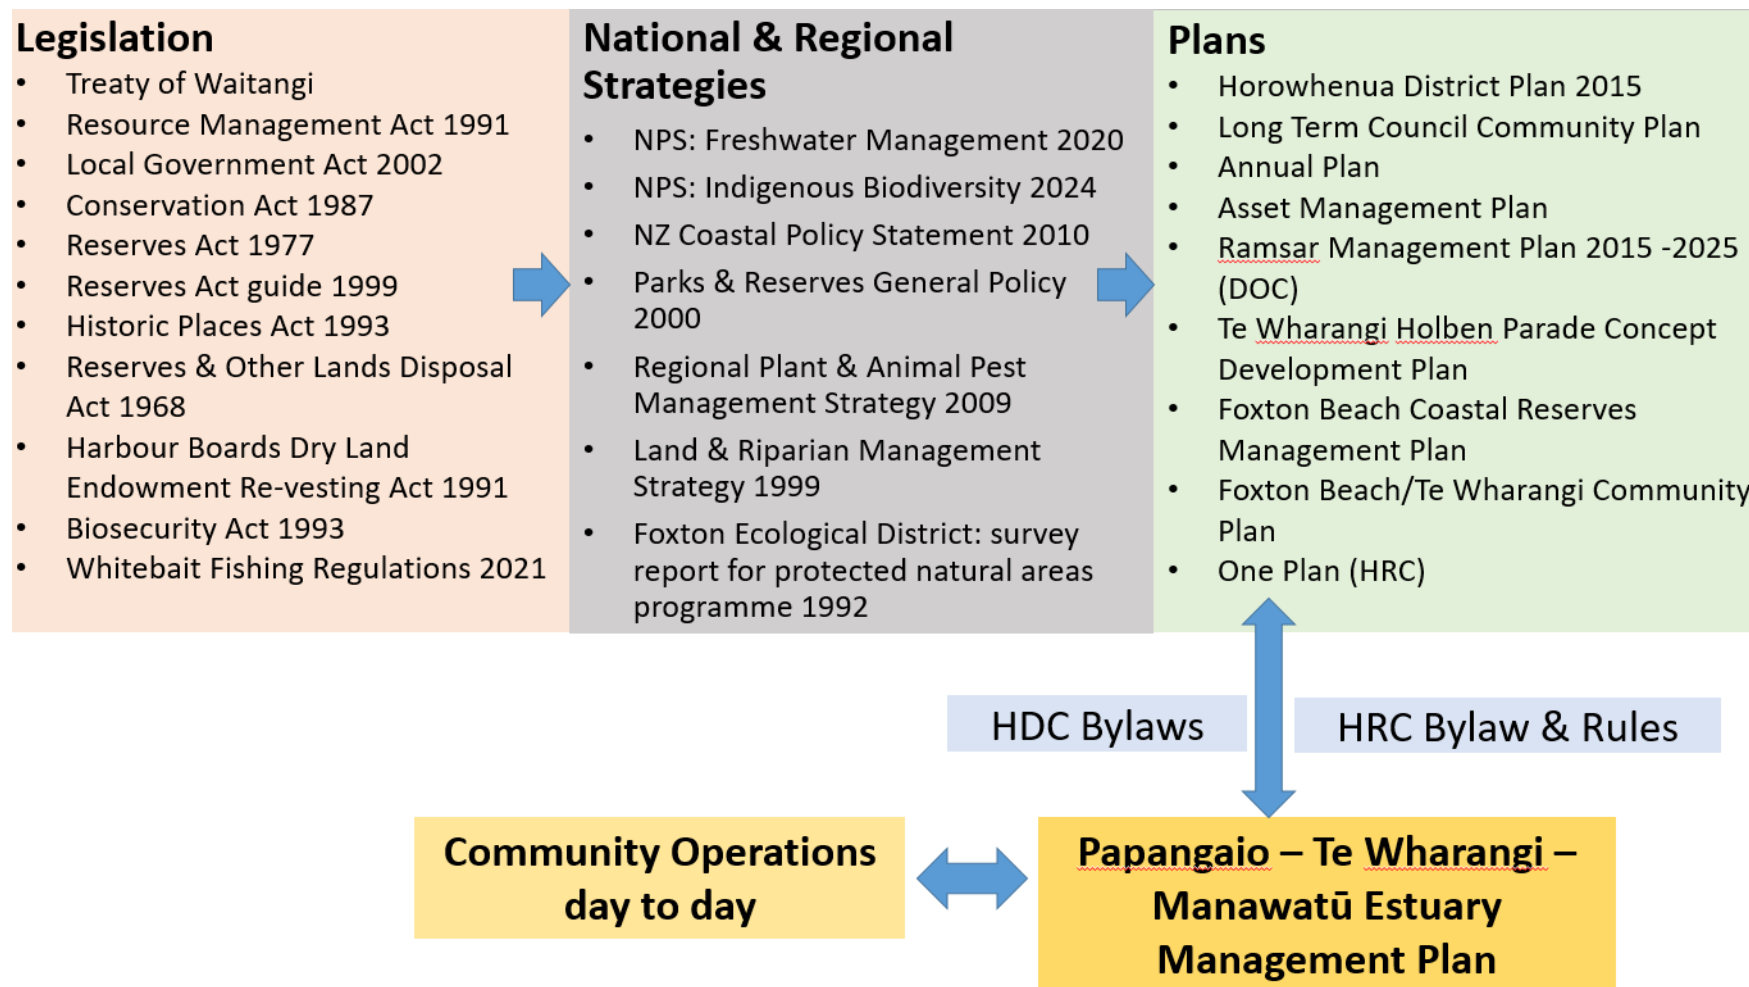 Legislation
• Treaty of Waitangi
• Resource Management Act 1991
• Local Government Act 2002
• Conservation Act 1987
• Reserves Act 1977
• Reserves Act guide 1999
• Historic Places Act 1993
• Reserves & Other Lands Disposal
Act 1968
• Harbour Boards Dry Land
Endowment Re-vesting Act 1991
• Biosecurity Act 1993
• Whitebait Fishing Regulations 2021
National & Regional
Strategies
• NPS: Freshwater Management 2020
• NPS: Indigenous Biodiversity 2024
• NZ Coastal Policy Statement 2010
• Parks & Reserves General Policy
2000
• Regional Plant & Animal Pest
Management Strategy 2009
• Land & Riparian Management
Strategy 1999
• Foxton Ecological District: survey
report for protected natural areas
programme 1992
Plans
• Horowhenua District Plan 2015
• Long Term Council Community Plan
• Annual Plan
• Asset Management Plan
• Ramsar Management Plan 2015 -2025
(DOC)
• Te Wharangi Holben Parade Concept
Development Plan
• Foxton Beach Coastal Reserves
Management Plan
• Foxton Beach/Te Wharangi Community
Plan
• One Plan (HRC)
HDC Bylaws
HRC Bylaw & Rules
Community Operations
day to day
Papangaio – Te Wharangi –
Manawatū Estuary
Management Plan